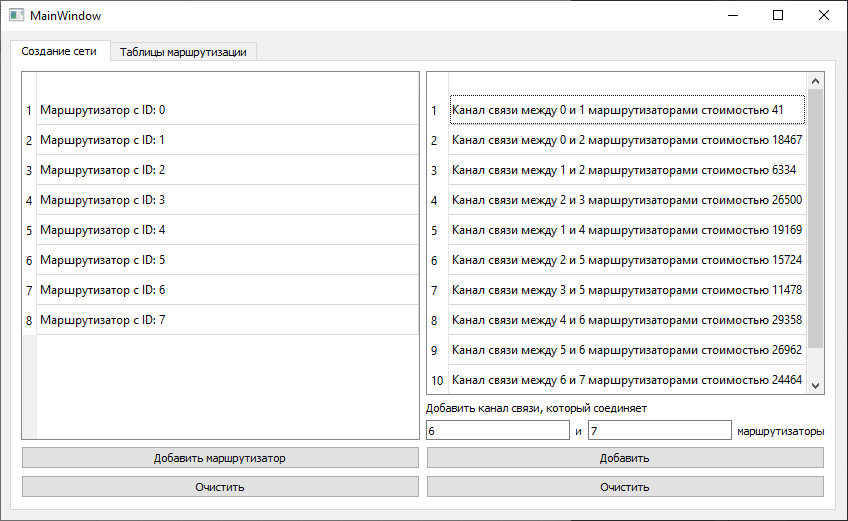 MainWindow
Создание сети
Таблицы маршрутизации
1 Маршрутизатор с ID: 0
2 Маршрутизатор с ID: 1
3 Маршрутизатор с ID: 2
4 Маршрутизатор с ID: 3
5 Маршрутизатор с ID: 4
6 Маршрутизатор с ID: 5
7 Маршрутизатор с ID: 6
8 Маршрутизатор с ID: 7
Добавить маршрутизатор
Очистить
1 Канал связи между 0 и 1 маршрутизаторами стоимостью 41
2 Канал связи между 0 и 2 маршрутизаторами стоимостью 18467
3 Канал связи между 1 и 2 маршрутизаторами стоимостью 6334
4 Канал связи между 2 и 3 маршрутизаторами стоимостью 26500
5 Канал связи между 1 и 4 маршрутизаторами стоимостью 19169
6 Канал связи между 2 и 5 маршрутизаторами стоимостью 15724
7 Канал связи между 3 и 5 маршрутизаторами стоимостью 11478
8 Канал связи между 4 и 6 маршрутизаторами стоимостью 29358
9 Канал связи между 5 и 6 маршрутизаторами стоимостью 26962
10 Канал связи между 6 и 7 маршрутизаторами стоимостью 24464
Добавить канал связи, который соединяет
6 и 7 маршрутизаторы
Добавить
Очистить